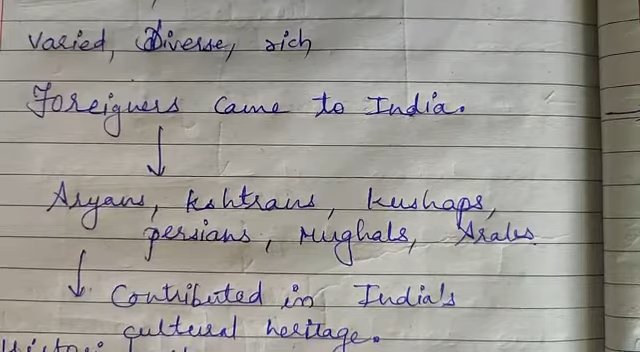 varied, Diverse, rich
Foreigners came to India.
Aryans, kshtrans, kushaps,
persians, Mughals, Arabs
Contributed in India's
cultural heritage.